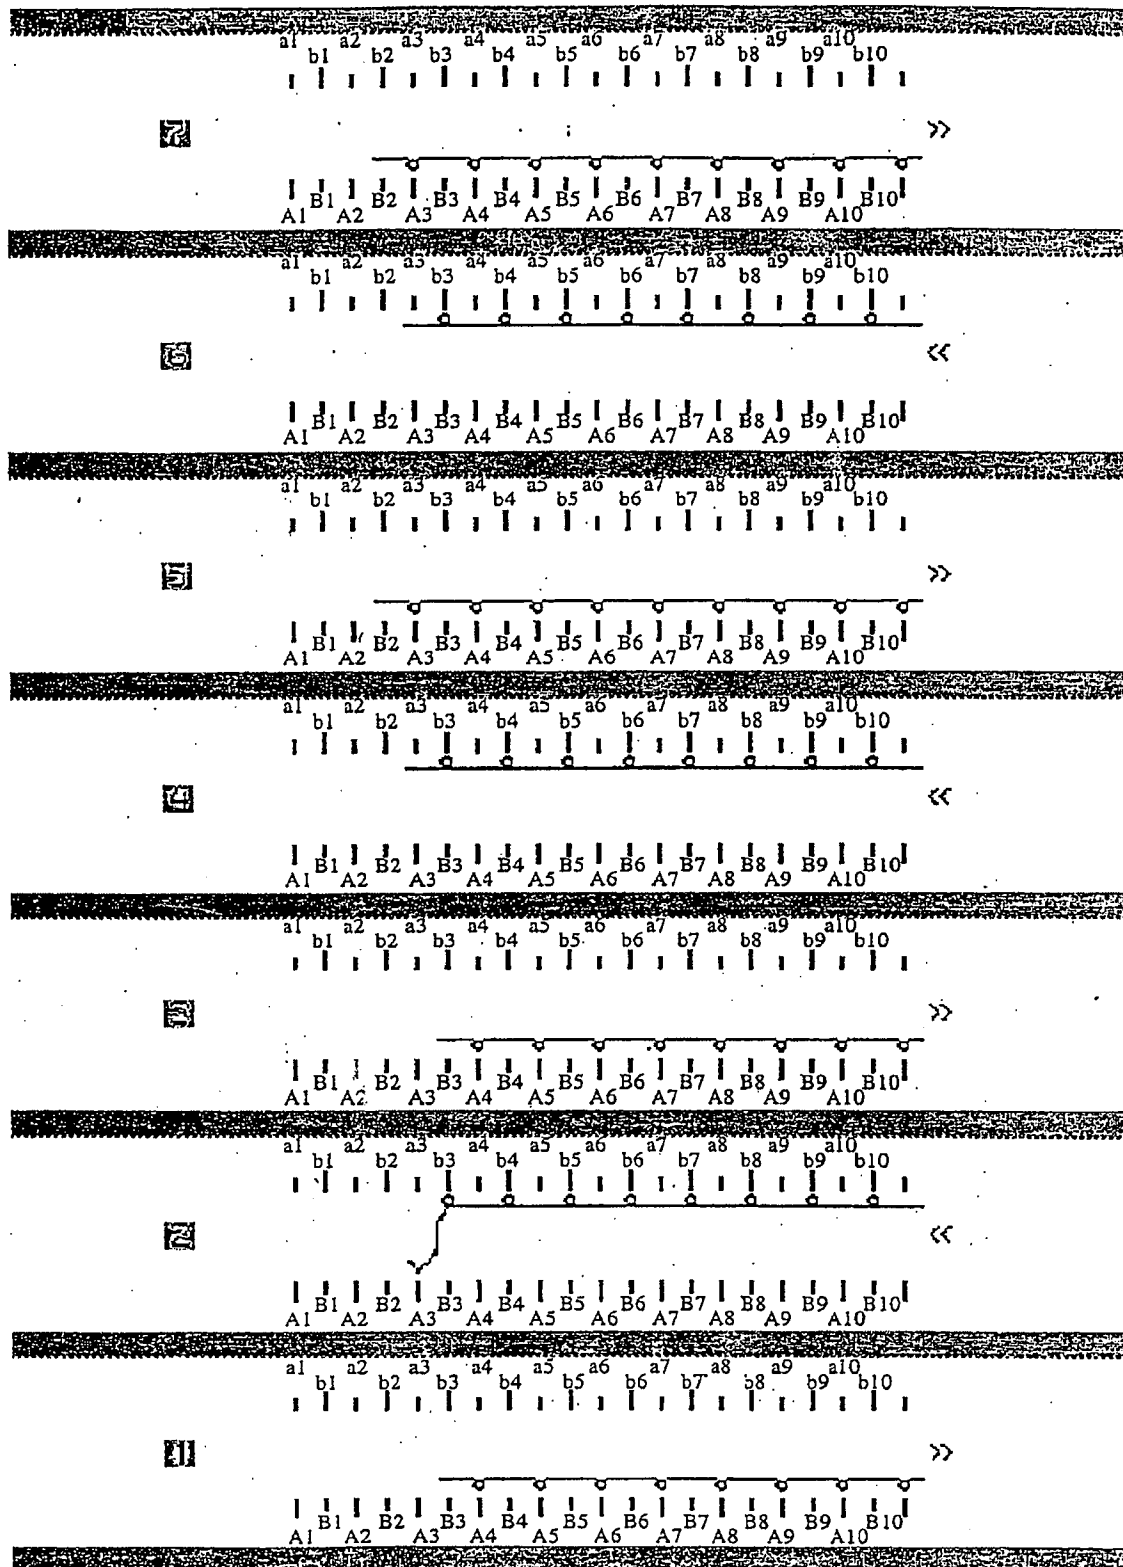 a1 a2 a3 a4 a5 a6 a7 a8 a9 a10
b1 b2 b3 b4 b5 b6 b7 b8 b9 b10
7 >>
B1 B2 B3 B4 B5 B6 B7 B8 B9 B10
A1 A2 A3 A4 A5 A6 A7 A8 A9 A10
a1 a2 a3 a4 a5 a6 a7 a8 a9 a10
b1 b2 b3 b4 b5 b6 b7 b8 b9 b10
6 <<
B1 B2 B3 B4 B5 B6 B7 B8 B9 B10
A1 A2 A3 A4 A5 A6 A7 A8 A9 A10
a1 a2 a3 a4 a5 a6 a7 a8 a9 a10
b1 b2 b3 b4 b5 b6 b7 b8 b9 b10
5 >>
B1 B2 B3 B4 B5 B6 B7 B8 B9 B10
A1 A2 A3 A4 A5 A6 A7 A8 A9 A10
a1 a2 a3 a4 a5 a6 a7 a8 a9 a10
b1 b2 b3 b4 b5 b6 b7 b8 b9 b10
4 <<
B1 B2 B3 B4 B5 B6 B7 B8 B9 B10
A1 A2 A3 A4 A5 A6 A7 A8 A9 A10
a1 a2 a3 a4 a5 a6 a7 a8 a9 a10
b1 b2 b3 b4 b5 b6 b7 b8 b9 b10
3 >>
B1 B2 B3 B4 B5 B6 B7 B8 B9 B10
A1 A2 A3 A4 A5 A6 A7 A8 A9 A10
a1 a2 a3 a4 a5 a6 a7 a8 a9 a10
b1 b2 b3 b4 b5 b6 b7 b8 b9 b10
2 <<
B1 B2 B3 B4 B5 B6 B7 B8 B9 B10
A1 A2 A3 A4 A5 A6 A7 A8 A9 A10
a1 a2 a3 a4 a5 a6 a7 a8 a9 a10
b1 b2 b3 b4 b5 b6 b7 b8 b9 b10
1 >>
B1 B2 B3 B4 B5 B6 B7 B8 B9 B10
A1 A2 A3 A4 A5 A6 A7 A8 A9 A10